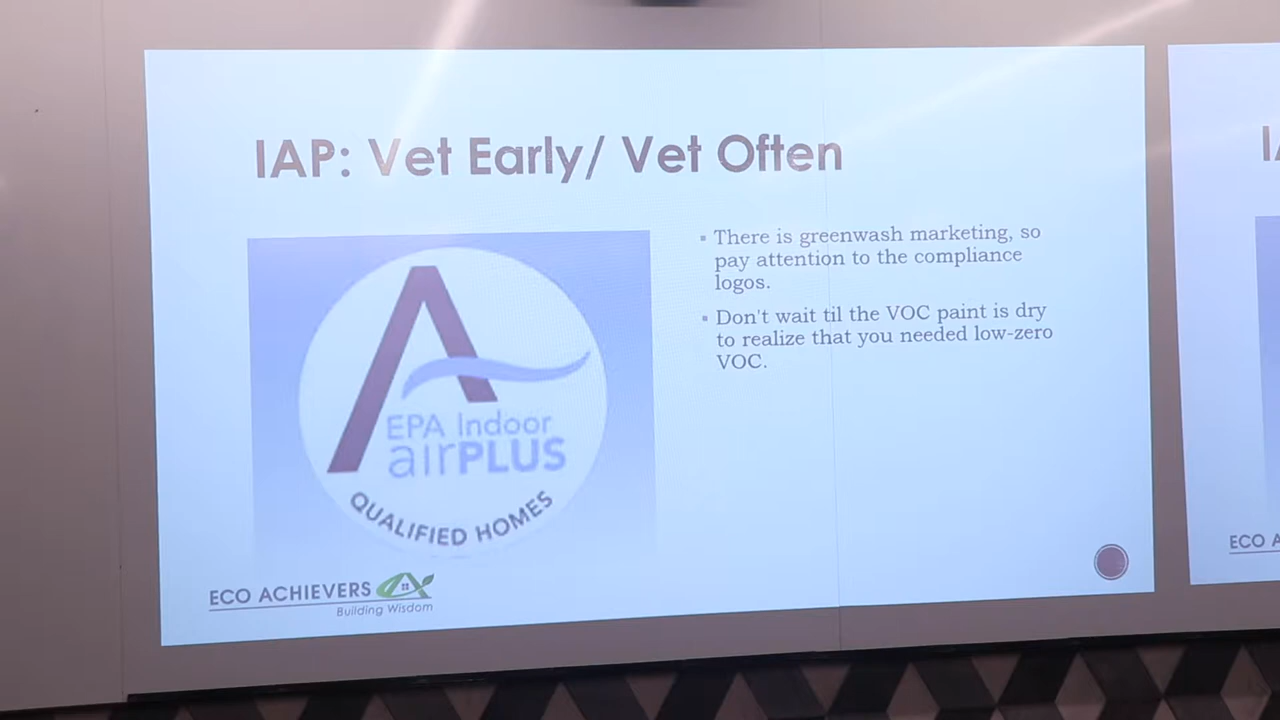 IAP: Vet Early/ Vet Often
There is greenwash marketing, so
pay attention to the compliance
logos.
Don't wait til the VOC paint is dry
to realize that you needed low-zero
VOC.
EPA Indoor
airPLUS
QUALIFIED HOMES
ECO ACHIEVERS
Building Wisdom
ECO